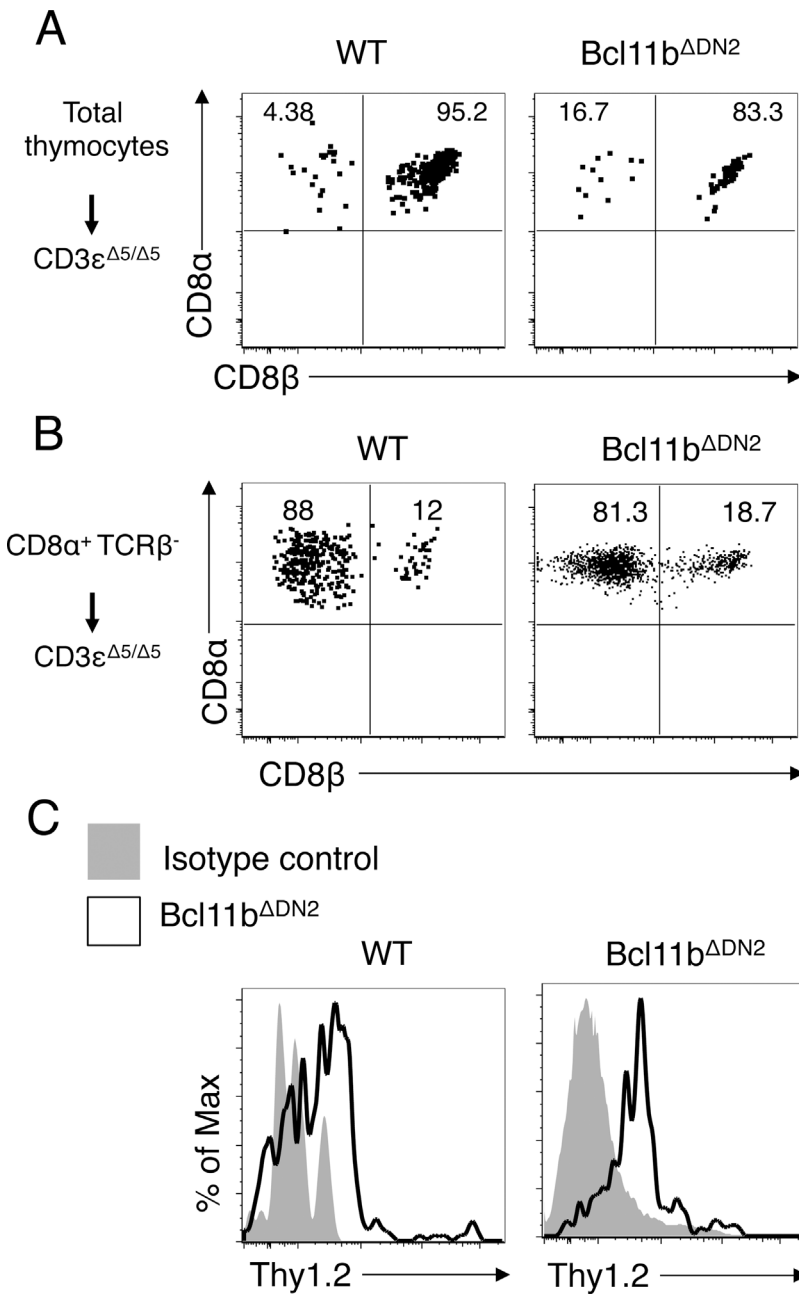 A
WT
Bcl11bΔDN2
Total
thymocytes
CD3εΔ5/Δ5
4.38
95.2
16.7
83.3
CD8α
CD8β
B
WT
Bcl11bΔDN2
CD8α+ TCRβ-
CD3εΔ5/Δ5
88
12
81.3
18.7
CD8α
CD8β
C
Isotype control
Bcl11bΔDN2
WT
Bcl11bΔDN2
% of Max
Thy1.2
Thy1.2